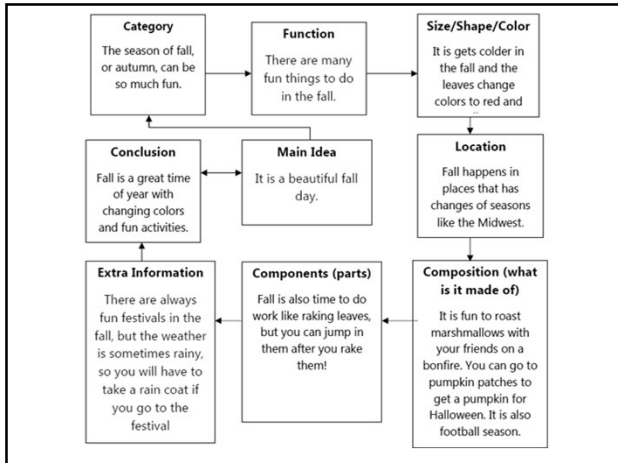 Category
The season of fall,
or autumn, can be
so much fun.
Function
There are many
fun things to do
in the fall.
Size/Shape/Color
It is gets colder in
the fall and the
leaves change
colors to red and
Location
Fall happens in
places that has
changes of seasons
like the Midwest.
Main Idea
It is a beautiful fall
day.
Conclusion
Fall is a great time
of year with
changing colors
and fun activities.
Extra Information
There are always
fun festivals in the
fall, but the weather
is sometimes rainy,
so you will have to
take a rain coat if
you go to the
festival
Components (parts)
Fall is also time to do
work like raking leaves,
but you can jump in
them after you rake
them!
Composition (what
is it made of)
It is fun to roast
marshmallows with
your friends on a
bonfire. You can go to
pumpkin patches to
get a pumpkin for
Halloween. It is also
football season.